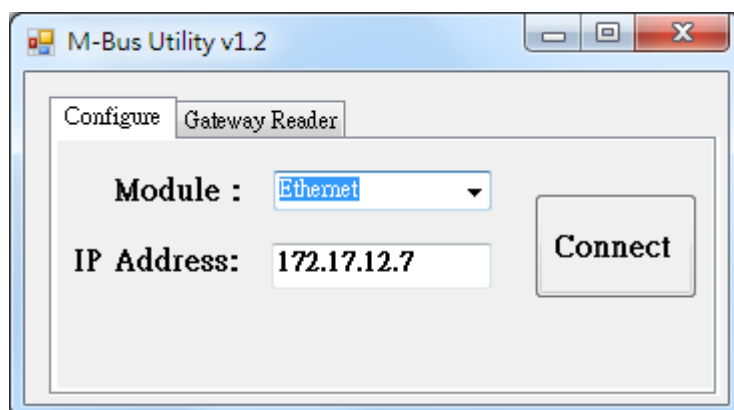 M-Bus Utility v1.2
Configure Gateway Reader
Module :
Ethernet
IP Address:
172.17.12.7
Connect